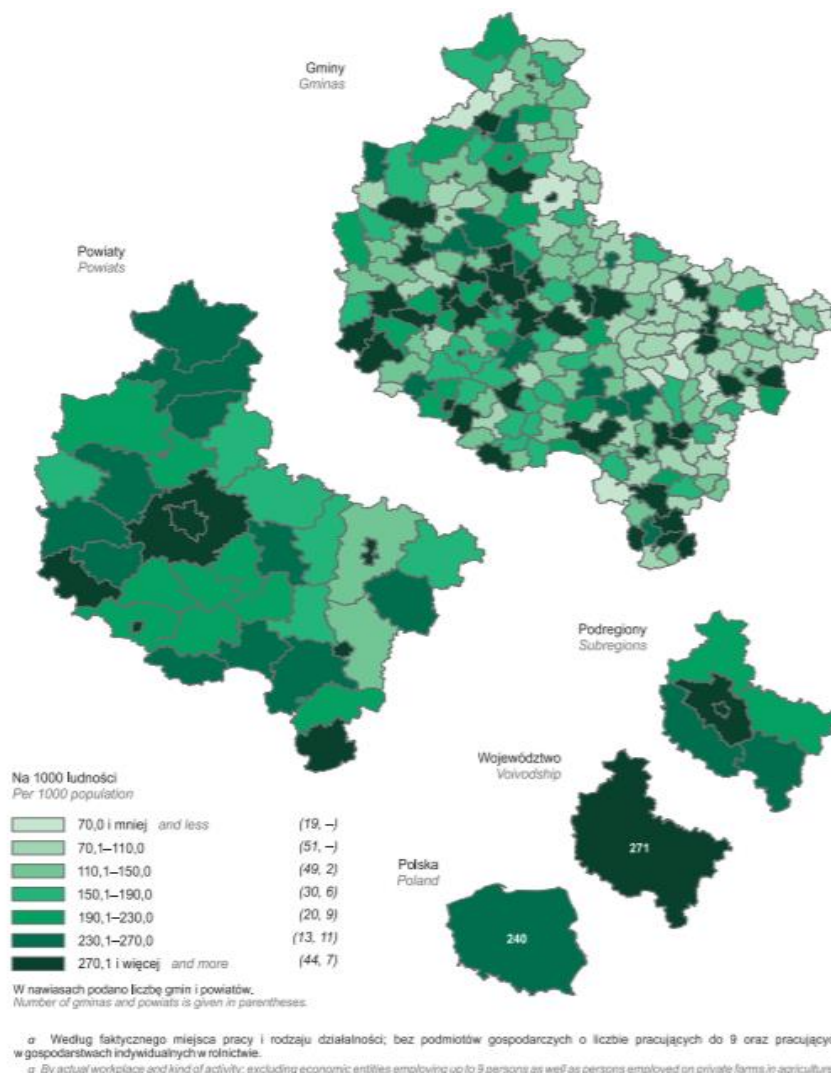 Gminy
Gminas
Powiaty
Powiats
Podregiony
Subregions
Województwo
Voivodship
271
Polska
Poland
240
Na 1000 ludności
Per 1000 population
70,0 i mniej and less (19, –)
70,1–110,0 (51, –)
110,1–150,0 (49, 2)
150,1–190,0 (30, 6)
190,1–230,0 (20, 9)
230,1–270,0 (13, 11)
270,1 i więcej and more (44, 7)
W nawiasach podano liczbę gmin i powiatów.
Number of gminas and powiats is given in parentheses.
a Według faktycznego miejsca pracy i rodzaju działalności; bez podmiotów gospodarczych o liczbie pracujących do 9 oraz pracując
w gospodarstwach indywidualnych w rolnictwie.
a By actual workplace and kind of activity; excluding economic entities employing up to 9 persons as well as persons employed on private farms in agriculture